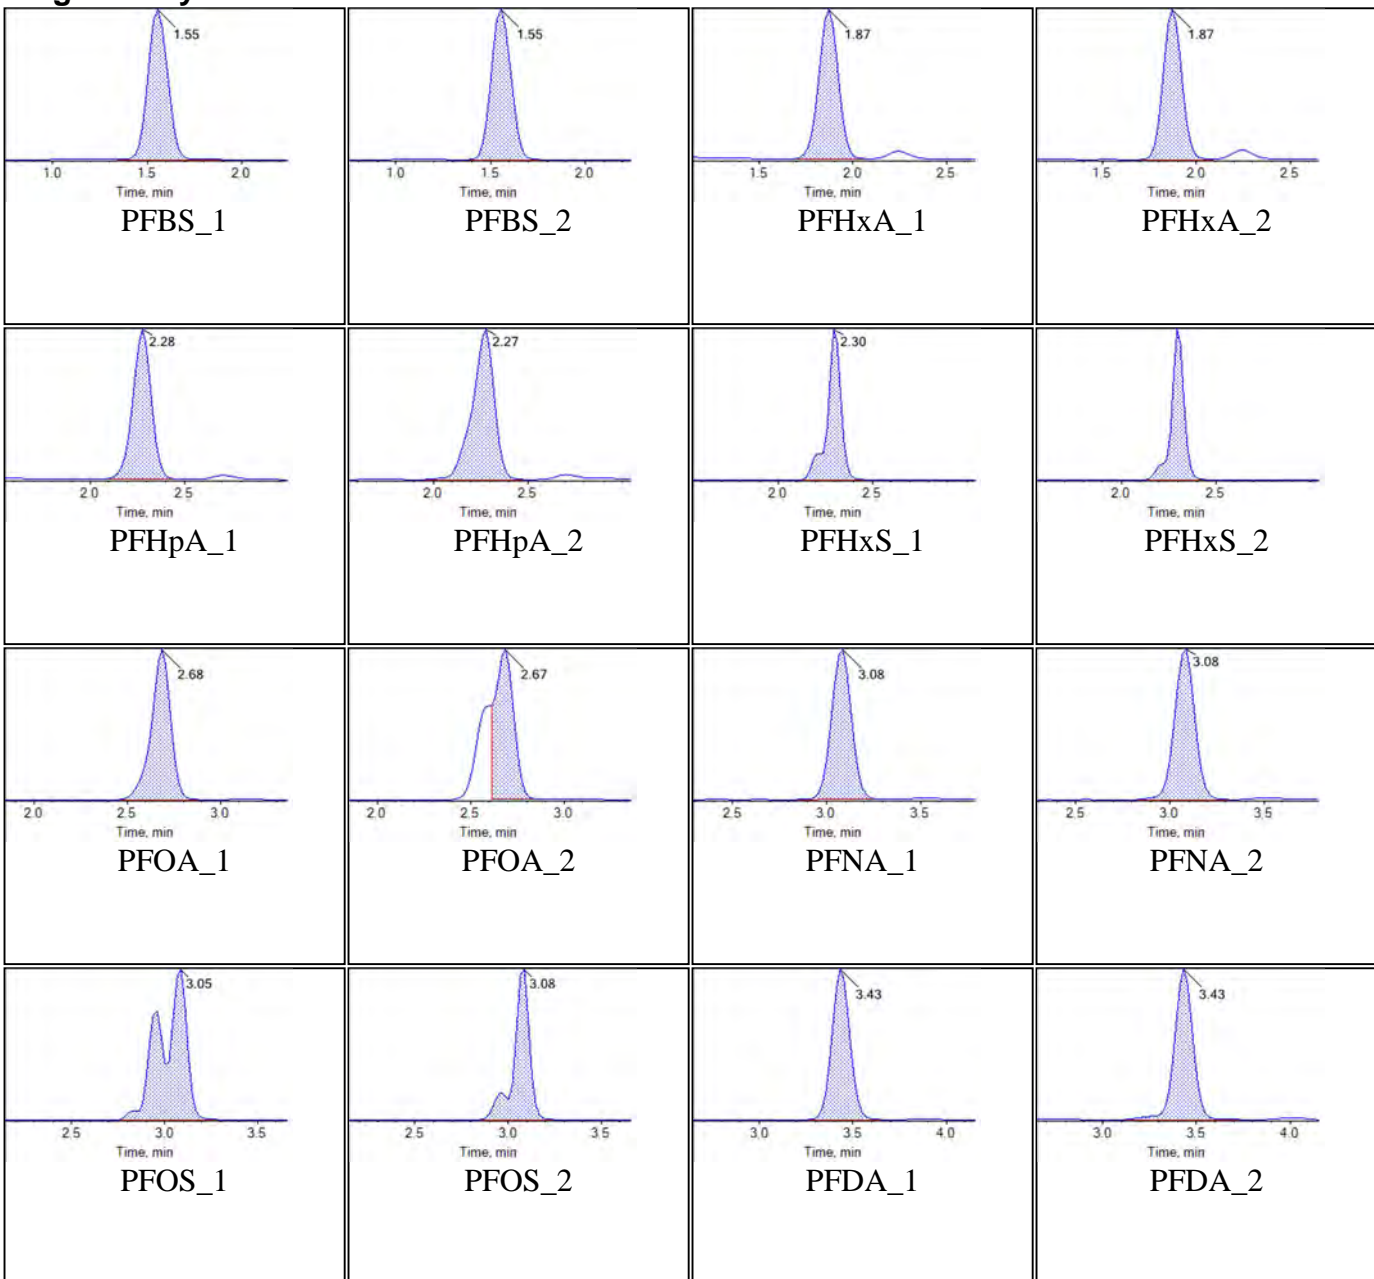 1.55 1.55 1.87 1.87
1.0 1.5 2.0 1.0 1.5 2.0 1.5 2.0 2.5 1.5 2.0 2.5
Time, min Time, min Time, min Time, min
PFBS_1 PFBS_2 PFHxA_1 PFHxA_2
2.28 2.27 2.30
2.0 2.5 2.0 2.5 2.0 2.5 2.0 2.5
Time, min Time, min Time, min Time, min
PFHpA_1 PFHpA_2 PFHxS_1 PFHxS_2
2.68 2.67 3.08 3.08
2.0 2.5 3.0 2.0 2.5 3.0 2.5 3.0 3.5 2.5 3.0 3.5
Time, min Time, min Time, min Time, min
PFOA_1 PFOA_2 PFNA_1 PFNA_2
3.05 3.08 3.43 3.43
2.5 3.0 3.5 2.5 3.0 3.5 3.0 3.5 4.0 3.0 3.5 4.0
Time, min Time, min Time, min Time, min
PFOS_1 PFOS_2 PFDA_1 PFDA_2